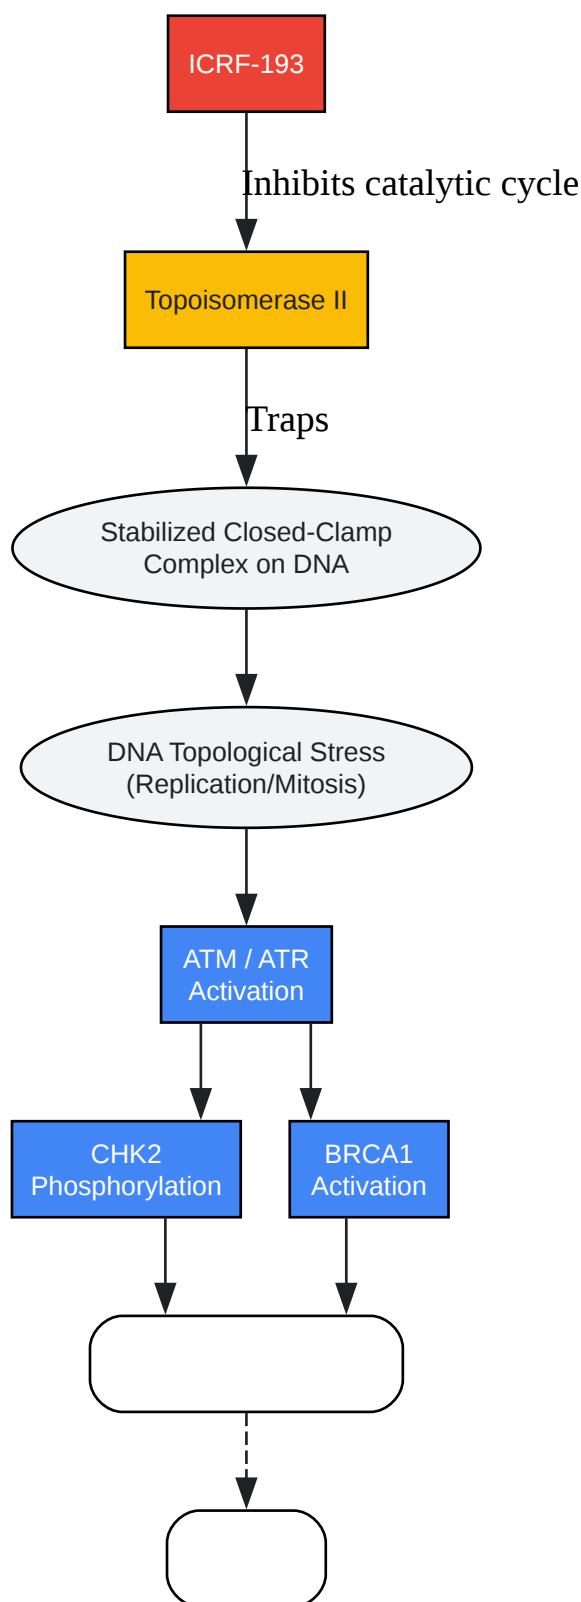 ICRF-193
Inhibits catalytic cycle
Topoisomerase II
Traps
Stabilized Closed-Clamp
Complex on DNA
DNA Topological Stress
(Replication/Mitosis)
ATM / ATR
Activation
CHK2
Phosphorylation
BRCA1
Activation